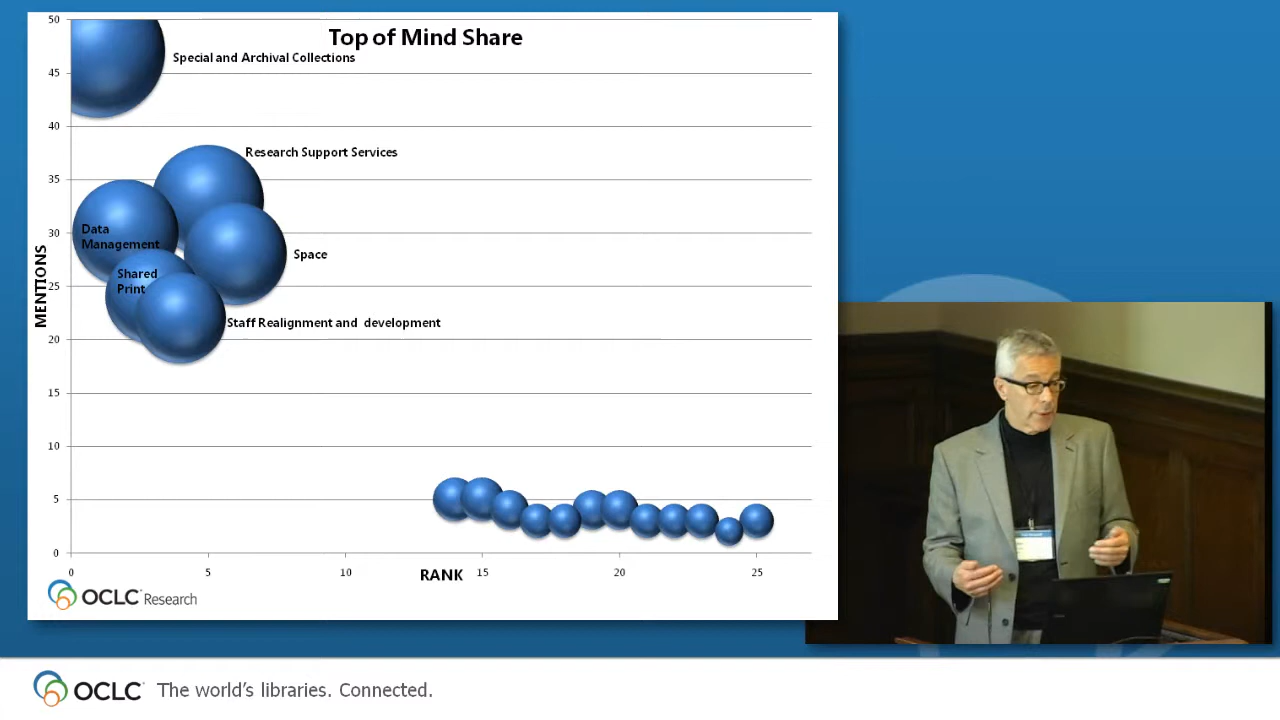 Top of Mind Share
50
45
40
35
30
25
20
15
10
5
0
MENTIONS
Special and Archival Collections
Research Support Services
Data
Management
Space
Shared
Print
Staff Realignment and development
0
5
10
15
20
25
RANK
OCLC Research
OCLC
The world's libraries. Connected.